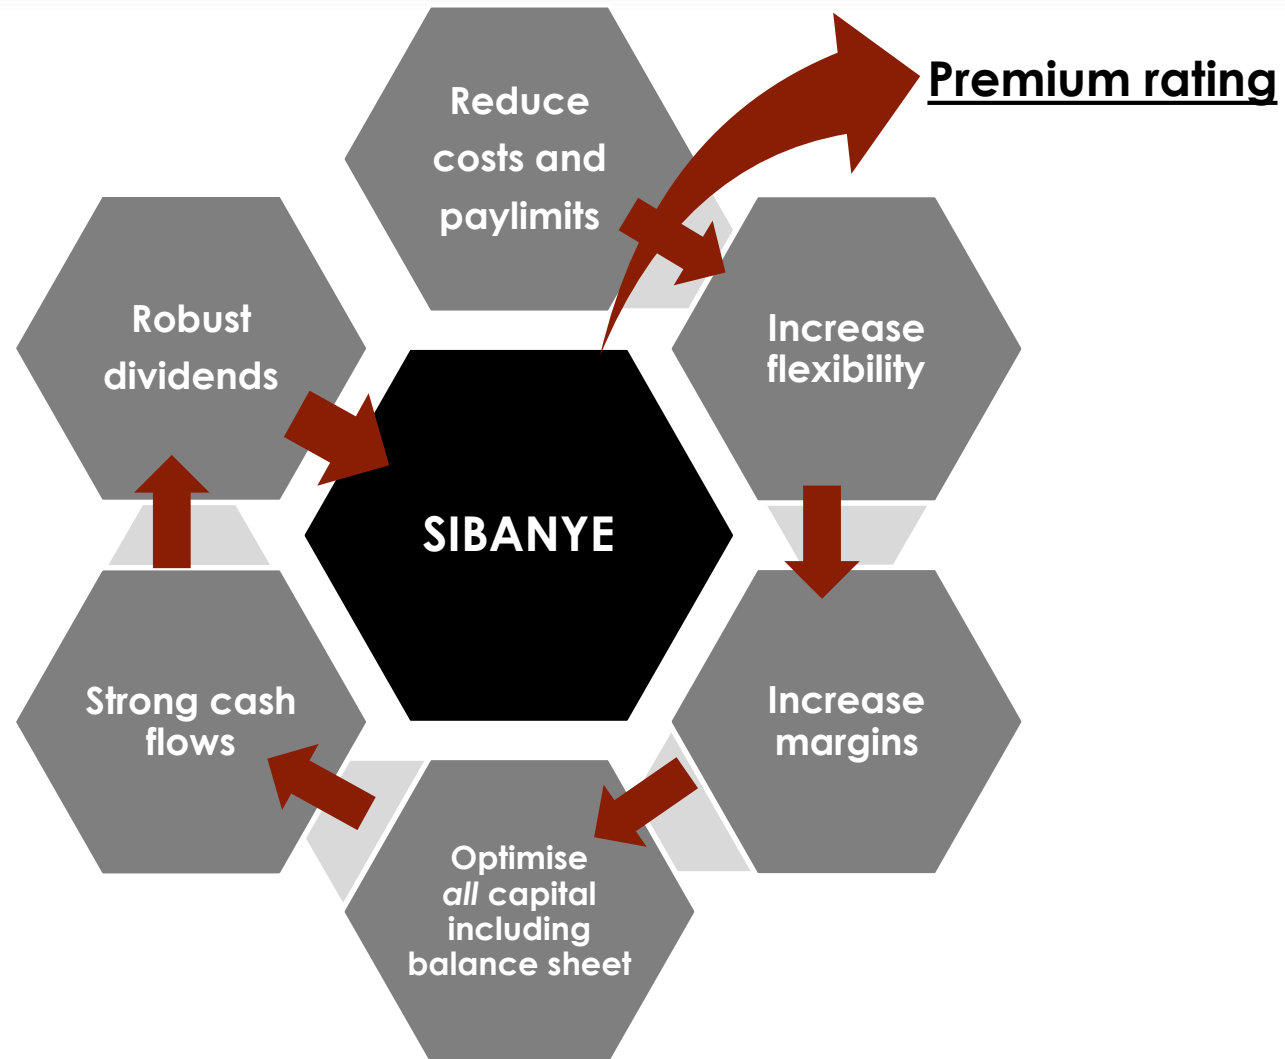 Premium rating
Reduce
costs and
paylimits
Increase
flexibility
Increase
margins
Optimise
all capital
including
balance sheet
Strong cash
flows
Robust
dividends
SIBANYE